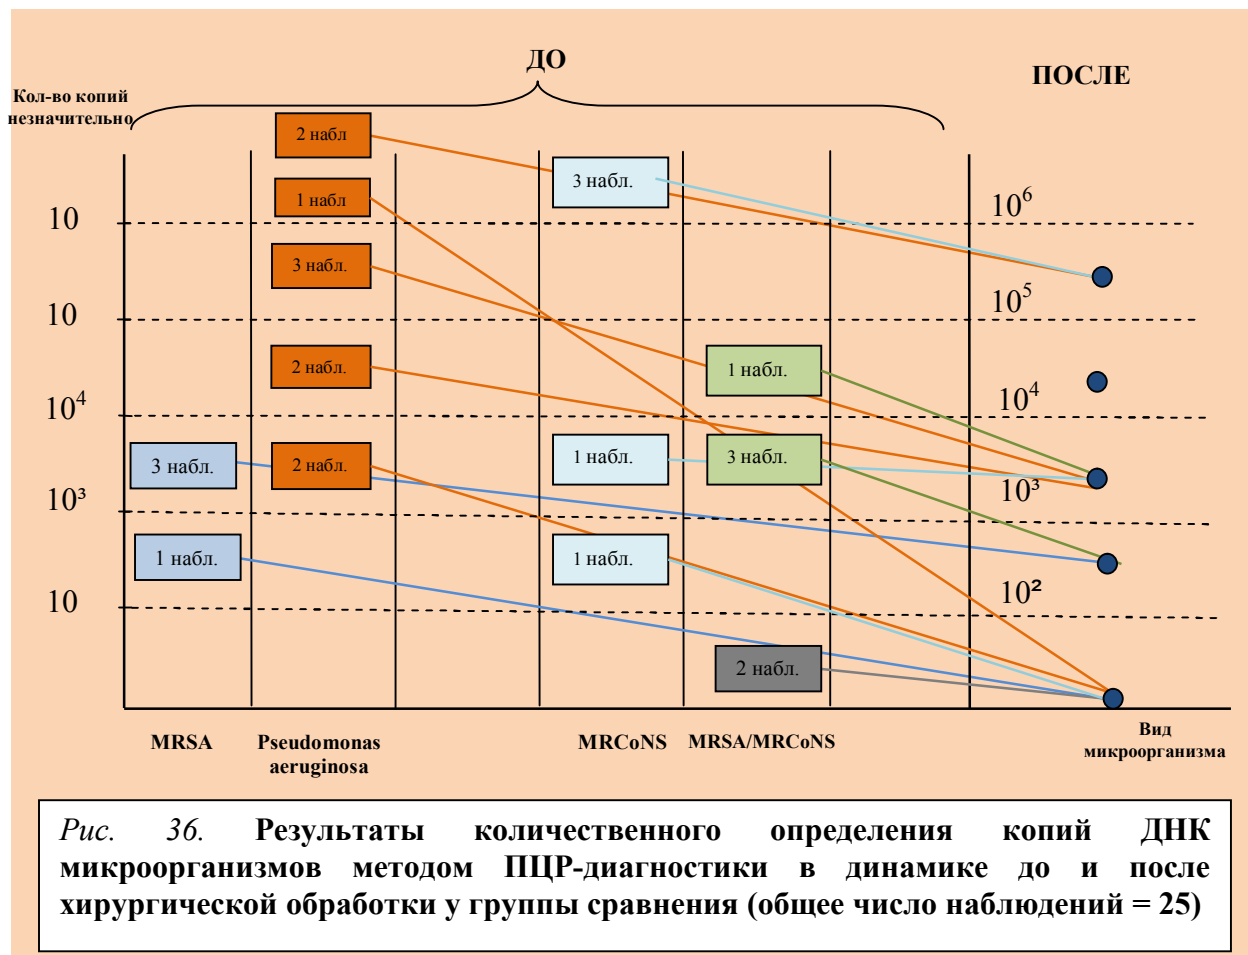 ДО
ПОСЛЕ
Кол-во копий
незначительно
2 набл
3 набл.
1 набл
10
10⁶
3 набл.
10
10⁵
1 набл.
2 набл.
10⁴
10⁴
3 набл.
2 набл.
1 набл.
3 набл.
10³
10³
1 набл.
1 набл.
10
10²
2 набл.
MRSA
Pseudomonas
aeruginosa
MRCoNS
MRSA/MRCoNS
Вид
микроорганизма
Рис. 36. Результаты количественного определения копий ДНК
микроорганизмов методом ПЦР-диагностики в динамике до и после
хирургической обработки у группы сравнения (общее число наблюдений = 25)